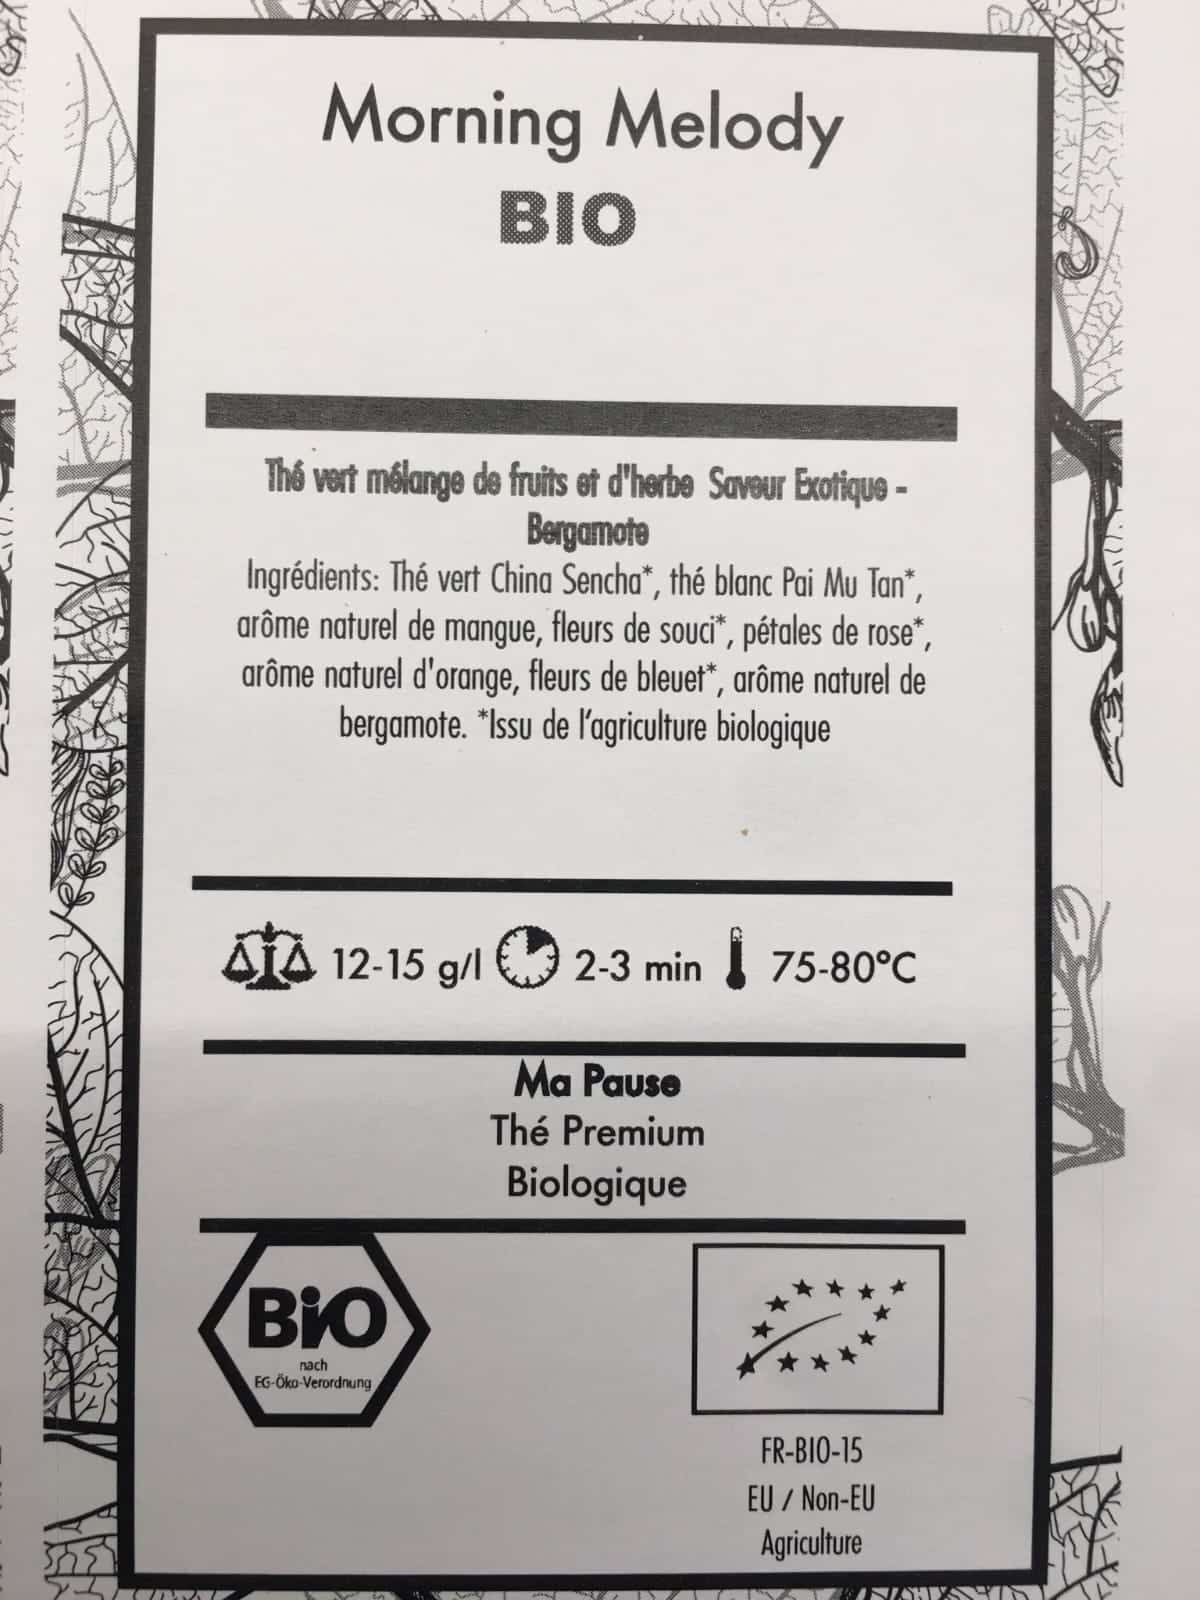 Morning Melody
BIO
Thé vert mélange de fruits et d'herbe Saveur Exotique -
Bergamote
Ingrédients: Thé vert China Sencha*, thé blanc Pai Mu Tan*,
arôme naturel de mangue, fleurs de souci*, pétales de rose*,
arôme naturel d'orange, fleurs de bleuet*, arôme naturel de
bergamote. *Issu de l'agriculture biologique
12-15 g/l 2-3 min 75-80°C
Ma Pause
Thé Premium
Biologique
BiO
nach
EG-Öko-Verordnung
FR-BIO-15
EU / Non-EU
Agriculture